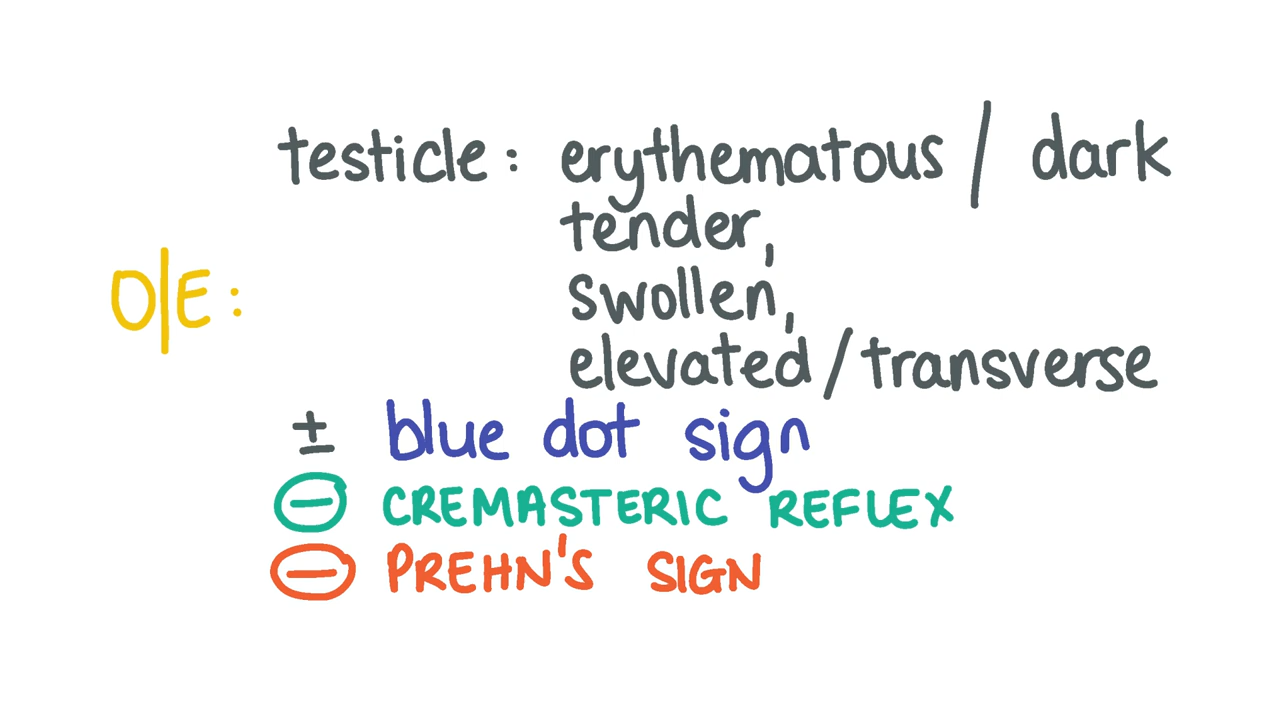 testicle: erythematous / dark
tender,
swollen,
O|E:
elevated/transverse
± blue dot sign
⊖ CREMASTERIC REFLEX
⊖ PREHN'S SIGN